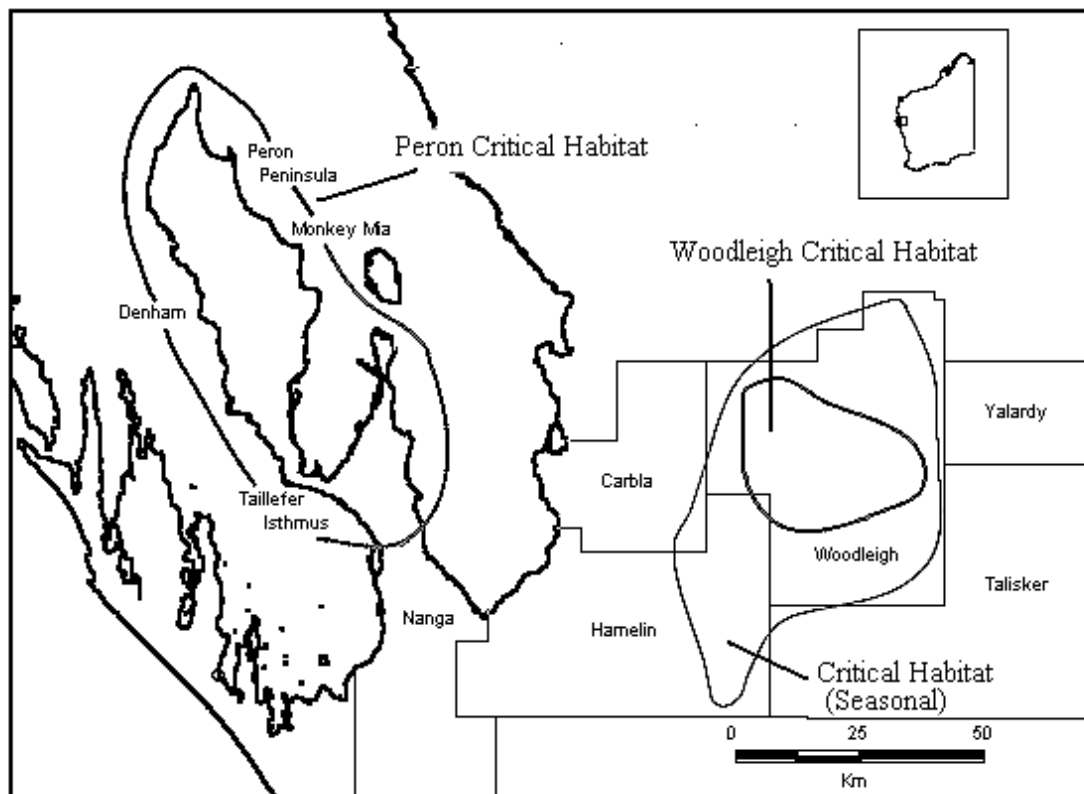 Peron
Peninsula
Peron Critical Habitat
Monkey Mia
Woodleigh Critical Habitat
Denham
Yalardy
Carbla
Taillefer
Isthmus
Woodleigh
Talisker
Nanga
Hamelin
Critical Habitat
(Seasonal)
0 25 50
Km